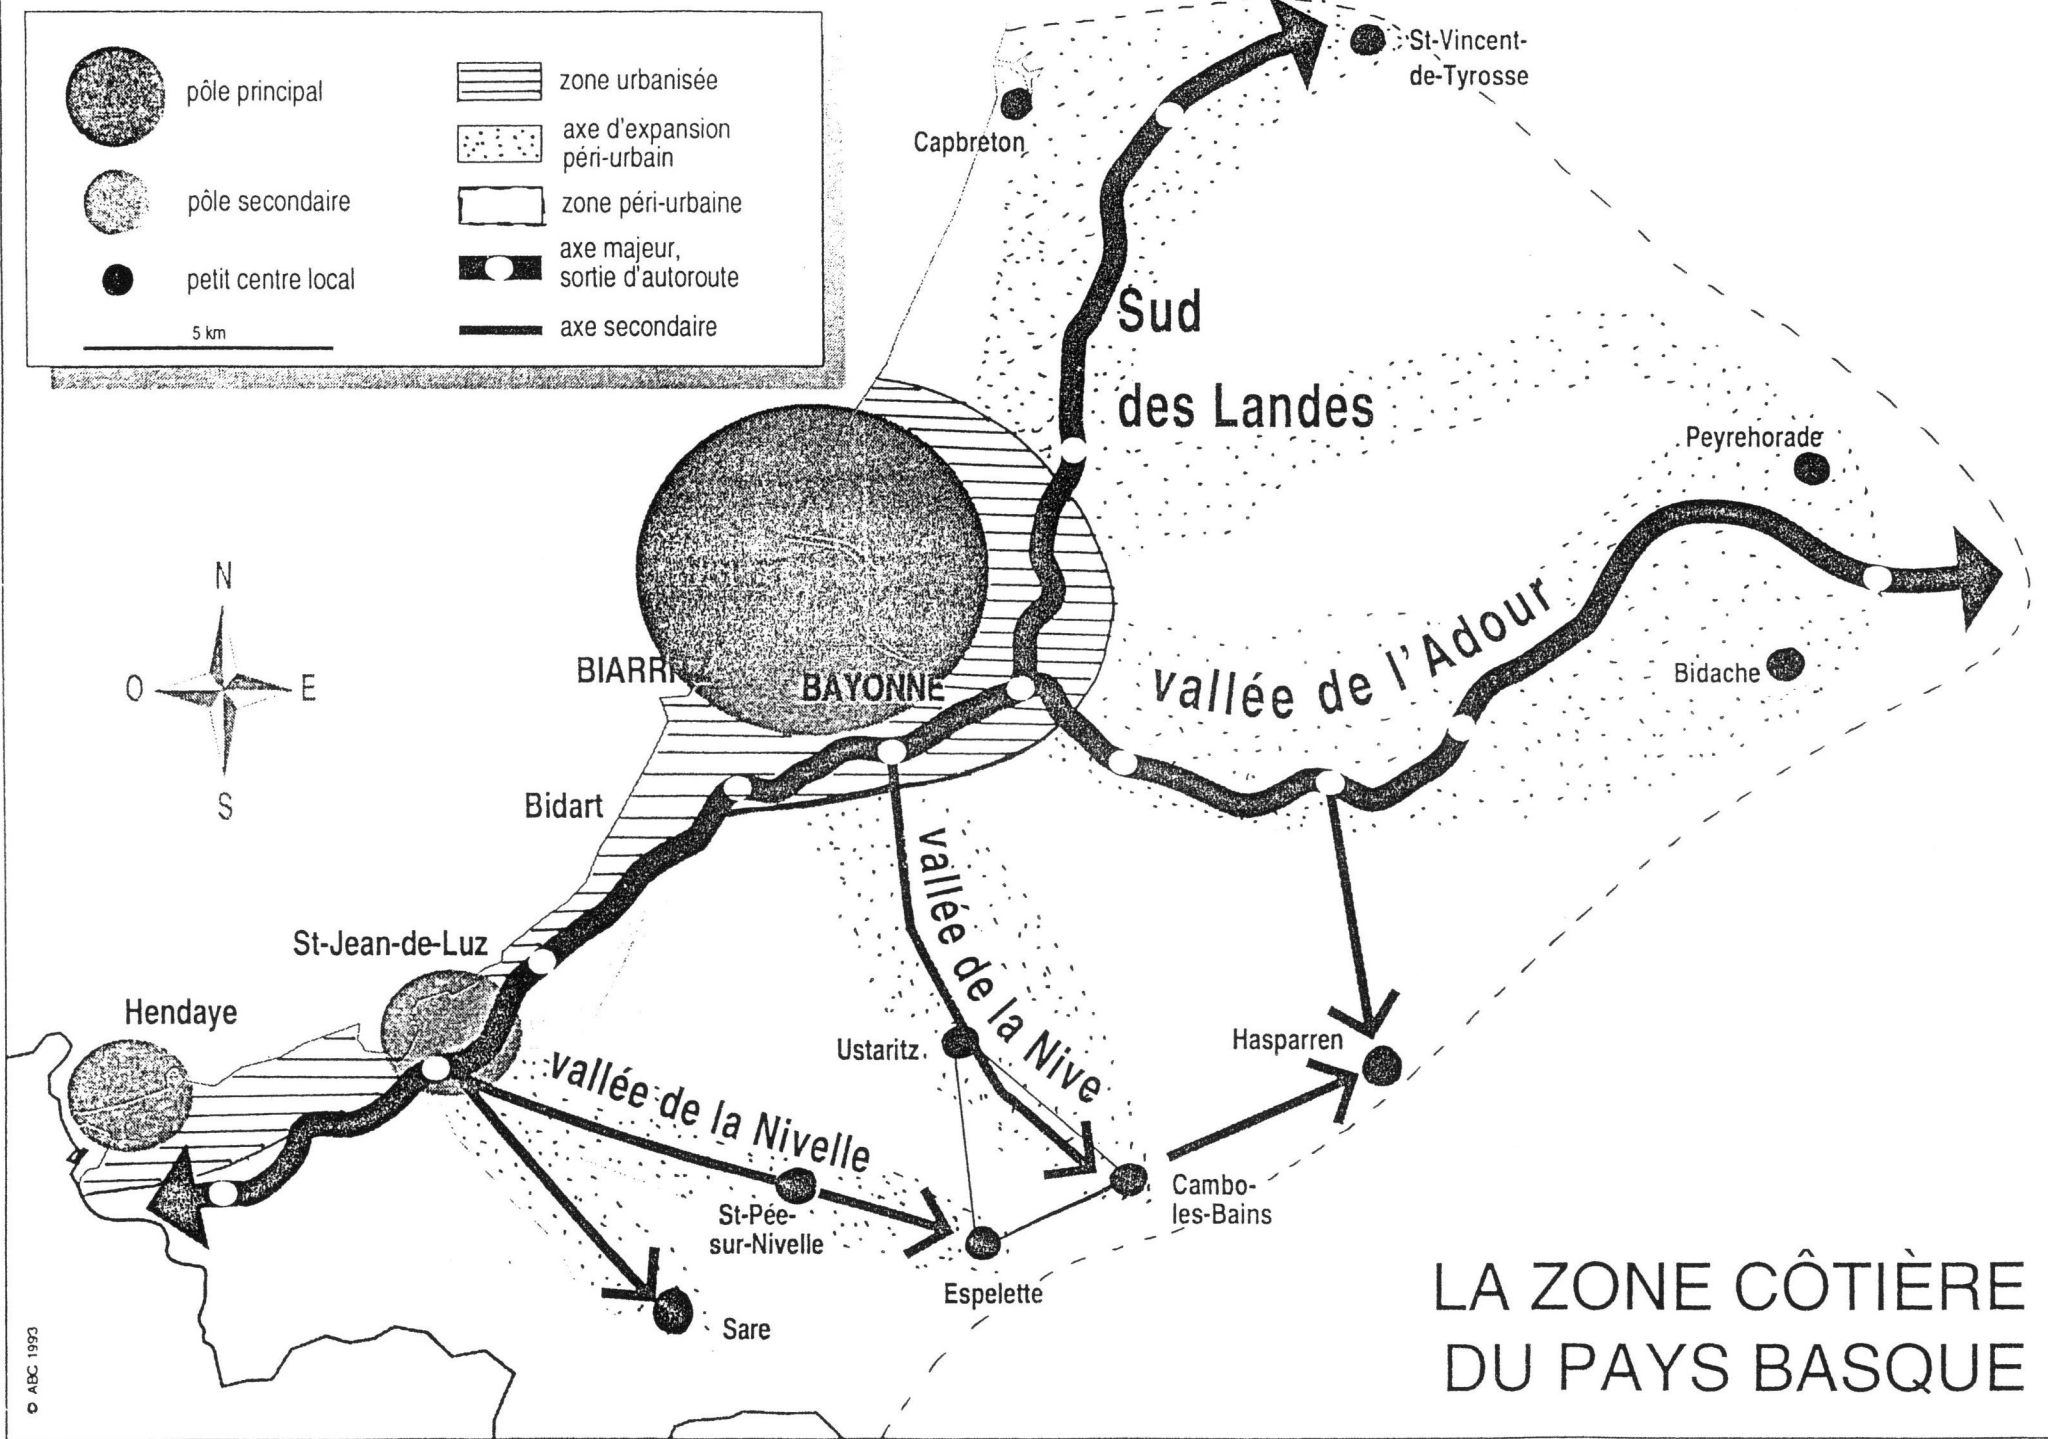 pôle principal
pôle secondaire
petit centre local
5 km
zone urbanisée
axe d'expansion
péri-urbain
zone péri-urbaine
axe majeur,
sortie d'autoroute
axe secondaire
St-Vincent-
de-Tyrosse
Capbreton
Sud
des Landes
Peyrehorade
N
O
E
S
BIARRI
BAYONNE
vallée de l'Adour
Bidache
Bidart
vallée de la Nive
St-Jean-de-Luz
Hendaye
Ustaritz
Hasparren
vallée de la Nivelle
St-Pée-
sur-Nivelle
Cambo-
les-Bains
Espelette
Sare
LA ZONE CÔTIÈRE
DU PAYS BASQUE
© ABC 1993